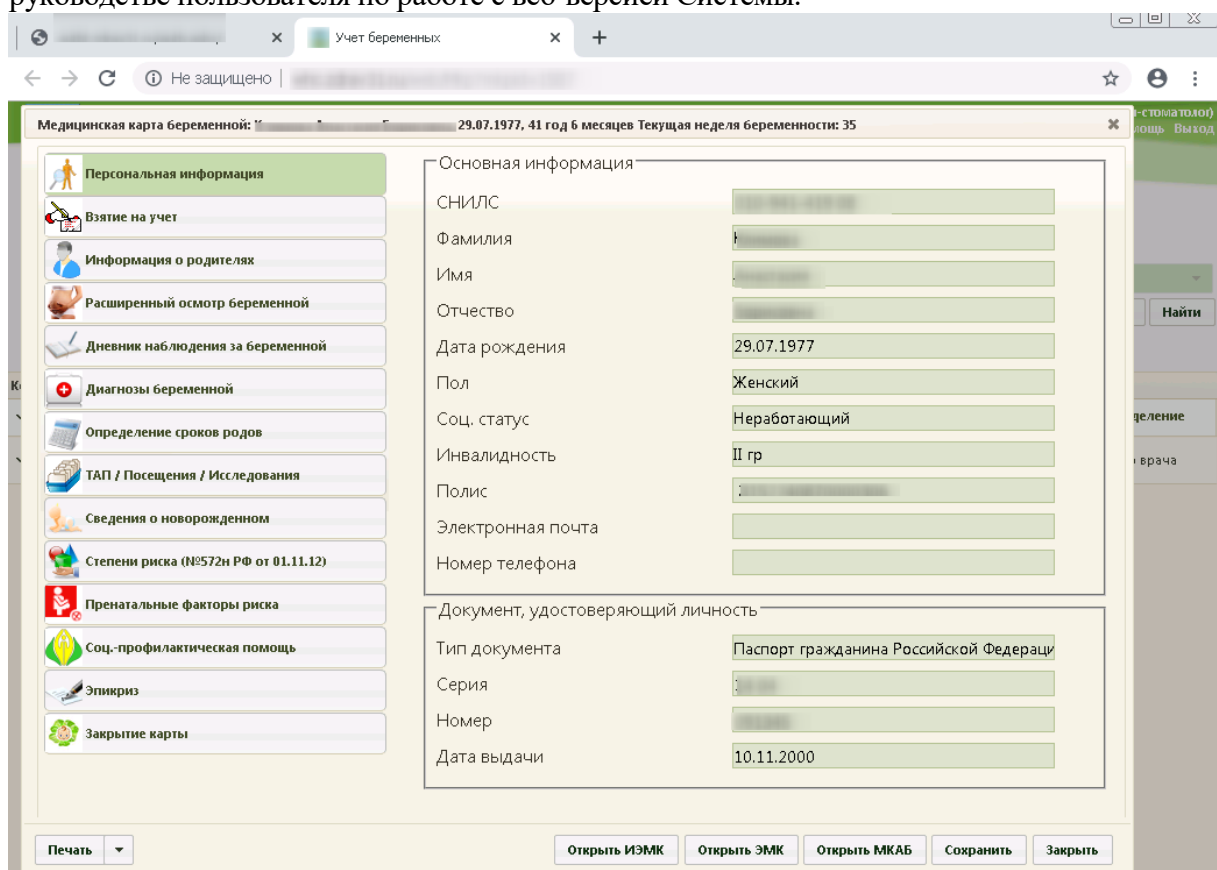 руководстве пользователя по работе с веб-версией Системы.
Учет беременных
Не защищено
Медицинская карта беременной: 29.07.1977, 41 год 6 месяцев Текущая неделя беременности: 35
Выход
Персональная информация
Взятие на учет
Информация о родителях
Расширенный осмотр беременной
Дневник наблюдения за беременной
Диагнозы беременной
Определение сроков родов
ТАП / Посещения / Исследования
Сведения о новорожденном
Степени риска (№572н РФ от 01.11.12)
Пренатальные факторы риска
Соц.-профилактическая помощь
Эпикриз
Закрытие карты
Основная информация
СНИЛС
Фамилия
Имя
Отчество
Дата рождения 29.07.1977
Пол Женский
Соц. статус Неработающий
Инвалидность II гр
Полис
Электронная почта
Номер телефона
Документ, удостоверяющий личность
Тип документа Паспорт гражданина Российской Федераци
Серия
Номер
Дата выдачи 10.11.2000
Найти
врача
Печать
Открыть ИЭМК Открыть ЭМК Открыть МКАБ Сохранить Закрыть